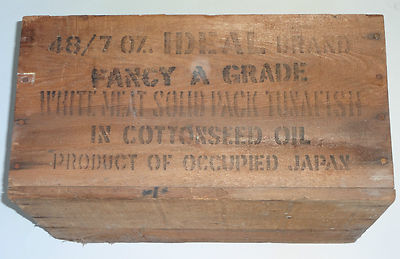 48/7 OZ. IDEAL BRAND
FANCY A GRADE
WHITE MEAT SOLID PACK TUNAFISH
IN COTTONSEED OIL
PRODUCT OF OCCUPIED JAPAN